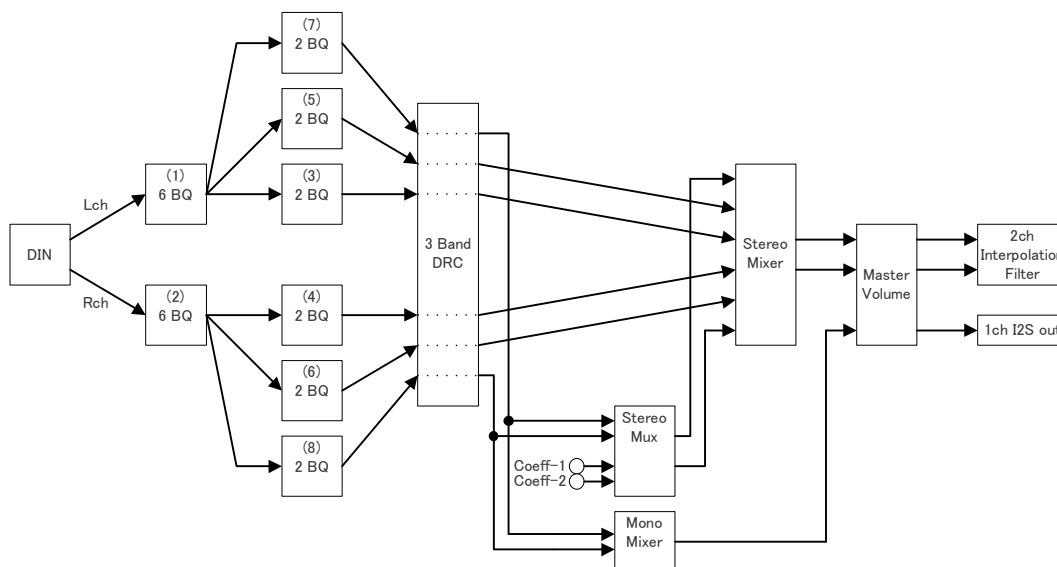 (7)
2 BQ
(5)
2 BQ
(1)
6 BQ
(3)
2 BQ
Lch
DIN
3 Band
DRC
Stereo
Mixer
Master
Volume
2ch
Interpolation
Filter
Rch
(2)
6 BQ
(4)
2 BQ
1ch I2S out
(6)
2 BQ
(8)
2 BQ
Stereo
Mux
Coeff-1
Coeff-2
Mono
Mixer